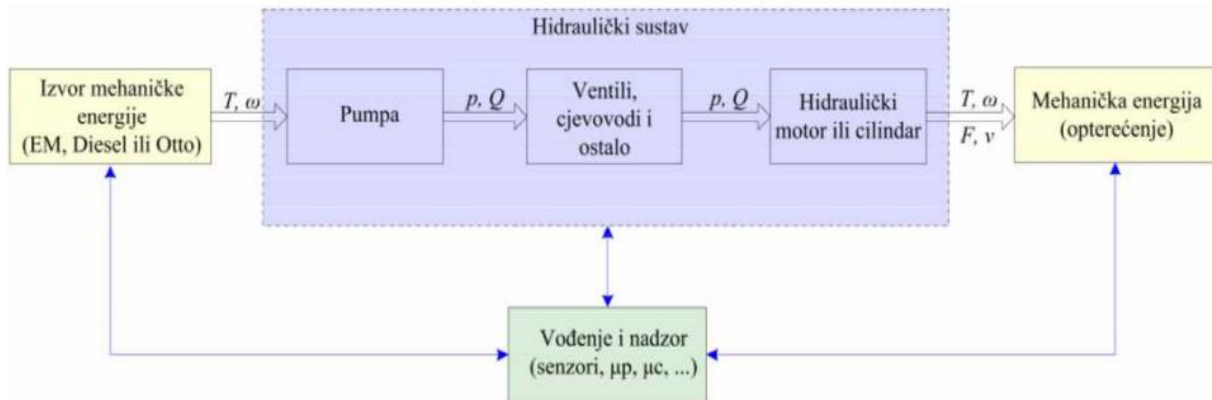 Hidraulički sustav
Izvor mehaničke
energije
(EM, Diesel ili Otto)
T, ω
Pumpa
p, Q
Ventili,
cjevovodi i
ostalo
p, Q
Hidraulički
motor ili cilindar
T, ω
F, v
Mehanička energija
(opterećenje)
Vođenje i nadzor
(senzori, μp, μc, ...)